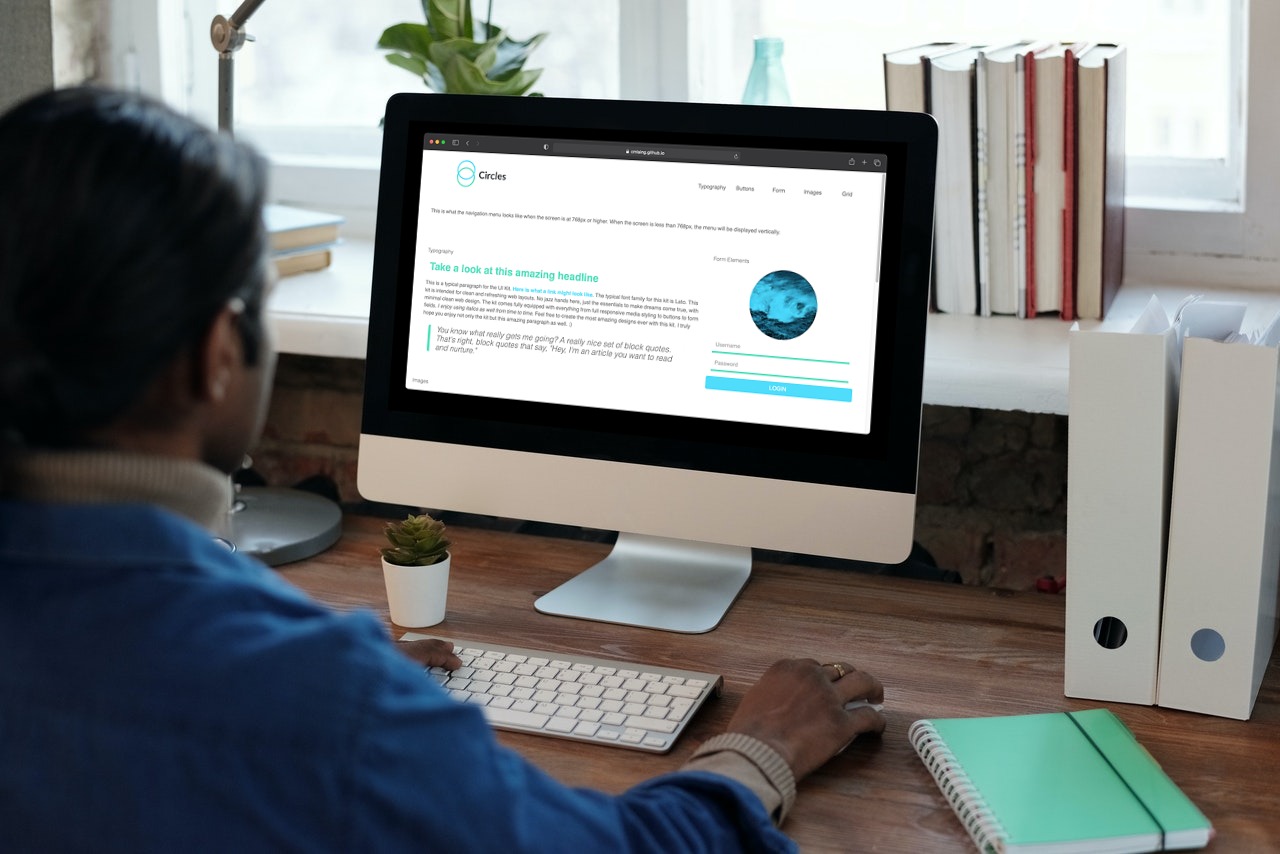 cmlaing.github.io
Circles
Typography Buttons Form Images Grid
This is what the navigation menu looks like when the screen is at 768px or higher. When the screen is less than 768px, the menu will be displayed vertically.
Typography
Take a look at this amazing headline
This is a typical paragraph for the UI Kit. Here is what a link might look like. The typical font family for this kit is Lato. This
kit is intended for clean and refreshing web layouts. No jazz hands here, just the essentials to make dreams come true, with
minimal clean web design. The kit comes fully equipped with everything from full responsive media styling to buttons to form
fields. I enjoy using italics as well from time to time. Feel free to create the most amazing designs ever with this kit. I truly
hope you enjoy not only the kit but this amazing paragraph as well. :)
You know what really gets me going? A really nice set of block quotes.
That's right, block quotes that say, "Hey, I'm an article you want to read
and nurture."
Images
Form Elements
Username
Password
LOGIN